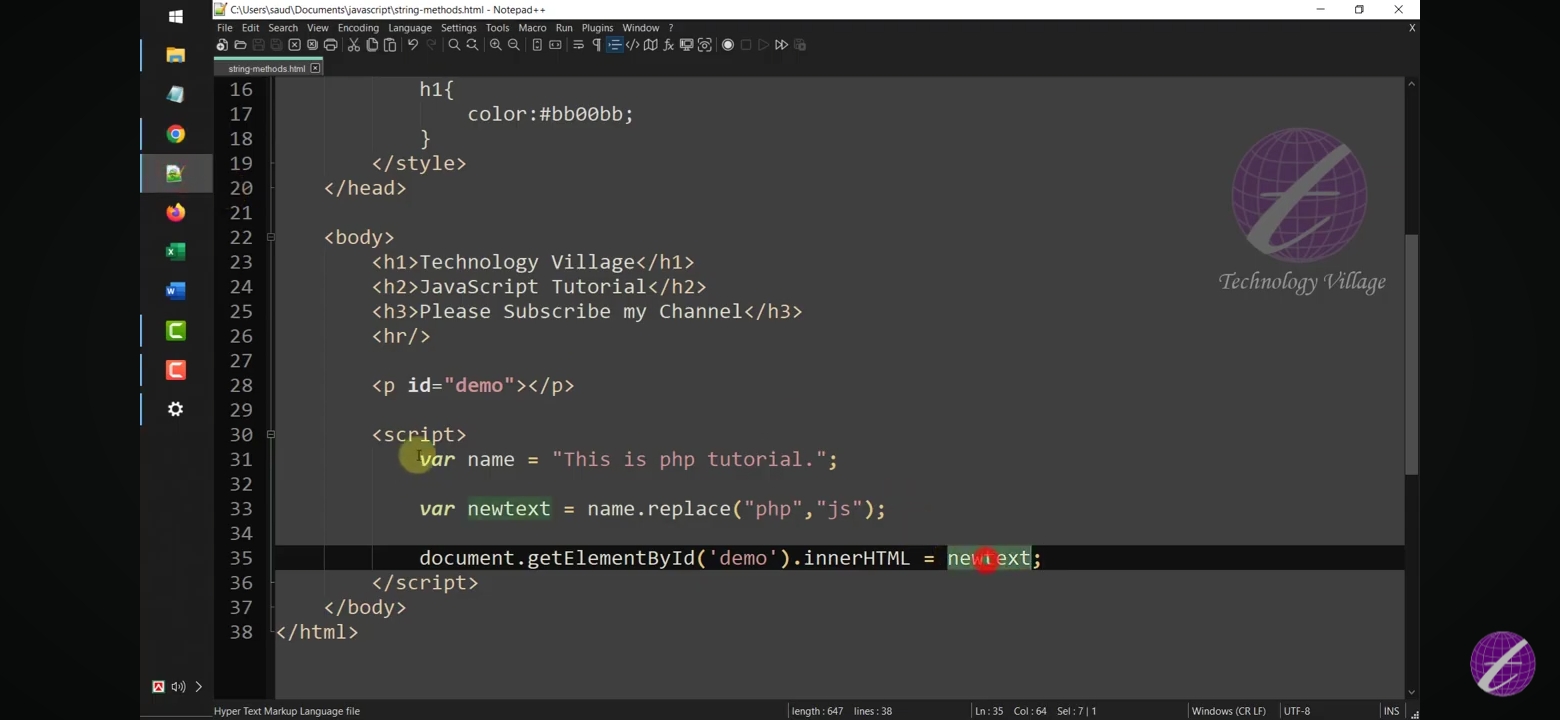 C:\Users\saud\Documents\javascript\string-methods.html - Notepad++
File Edit Search View Encoding Language Settings Tools Macro Run Plugins Window ? X
string-methods.html
16 h1{
17 color:#bb00bb;
18 }
19 </style>
20 </head>
21
22 <body>
23 <h1>Technology Village</h1>
24 <h2>JavaScript Tutorial</h2>
25 <h3>Please Subscribe my Channel</h3>
26 <hr/>
27
28 <p id="demo"></p>
29
30 <script>
31 var name = "This is php tutorial.";
32
33 var newtext = name.replace("php","js");
34
35 document.getElementById('demo').innerHTML = newtext;
36 </script>
37 </body>
38 </html>
Technology Village
Hyper Text Markup Language file length : 647 lines : 38 Ln : 35 Col : 64 Sel : 7 | 1 Windows (CR LF) UTF-8 INS